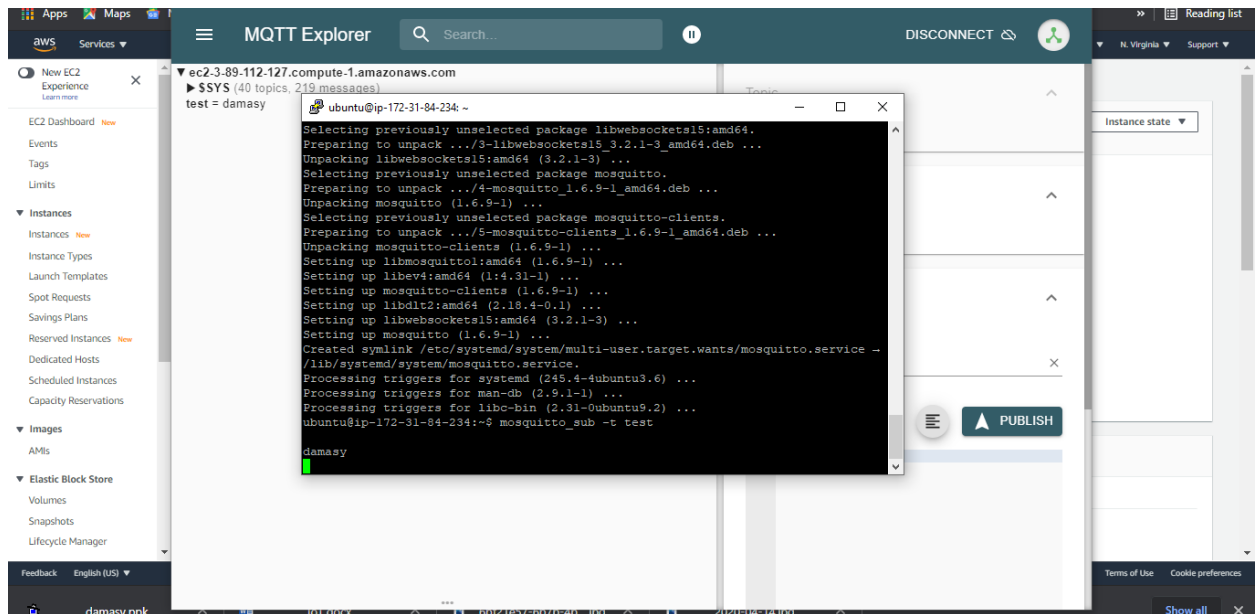 Apps Maps
» Reading list
aws Services ▼
N. Virginia ▼ Support ▼
New EC2
Experience
Learn more
EC2 Dashboard New
Events
Tags
Limits
▼ Instances
Instances New
Instance Types
Launch Templates
Spot Requests
Savings Plans
Reserved Instances New
Dedicated Hosts
Scheduled Instances
Capacity Reservations
▼ Images
AMIs
▼ Elastic Block Store
Volumes
Snapshots
Lifecycle Manager
Feedback English (US) ▼
MQTT Explorer
Search...
DISCONNECT
▼ ec2-3-89-112-127.compute-1.amazonaws.com
▶ $SYS (40 topics, 219 messages)
test = damasy
Topic
ubuntu@ip-172-31-84-234: ~
Selecting previously unselected package libwebsockets15:amd64.
Preparing to unpack .../3-libwebsockets15_3.2.1-3_amd64.deb ...
Unpacking libwebsockets15:amd64 (3.2.1-3) ...
Selecting previously unselected package mosquitto.
Preparing to unpack .../4-mosquitto_1.6.9-1_amd64.deb ...
Unpacking mosquitto (1.6.9-1) ...
Selecting previously unselected package mosquitto-clients.
Preparing to unpack .../5-mosquitto-clients_1.6.9-1_amd64.deb ...
Unpacking mosquitto-clients (1.6.9-1) ...
Setting up libmosquitto1:amd64 (1.6.9-1) ...
Setting up libev4:amd64 (1:4.31-1) ...
Setting up mosquitto-clients (1.6.9-1) ...
Setting up libdlt2:amd64 (2.18.4-0.1) ...
Setting up libwebsockets15:amd64 (3.2.1-3) ...
Setting up mosquitto (1.6.9-1) ...
Created symlink /etc/systemd/system/multi-user.target.wants/mosquitto.service →
/lib/systemd/system/mosquitto.service.
Processing triggers for systemd (245.4-4ubuntu3.6) ...
Processing triggers for man-db (2.9.1-1) ...
Processing triggers for libc-bin (2.31-0ubuntu9.2) ...
ubuntu@ip-172-31-84-234:~$ mosquitto_sub -t test
damasy
PUBLISH
Instance state ▼
Terms of Use Cookie preferences
damasy.ppk
Show all